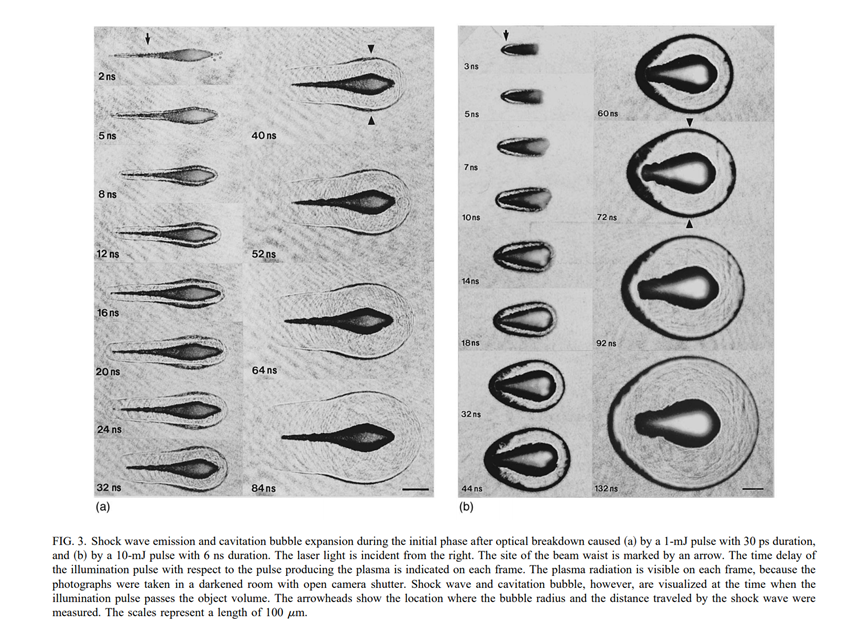 2 ns
5 ns
8 ns
12 ns
16 ns
20 ns
24 ns
32 ns
40 ns
52 ns
64 ns
84 ns
(a)
3 ns
5 ns
7 ns
10 ns
14 ns
18 ns
32 ns
44 ns
60 ns
72 ns
92 ns
132 ns
(b)
FIG. 3. Shock wave emission and cavitation bubble expansion during the initial phase after optical breakdown caused (a) by a 1-mJ pulse with 30 ps duration,
and (b) by a 10-mJ pulse with 6 ns duration. The laser light is incident from the right. The site of the beam waist is marked by an arrow. The time delay of
the illumination pulse with respect to the pulse producing the plasma is indicated on each frame. The plasma radiation is visible on each frame, because the
photographs were taken in a darkened room with open camera shutter. Shock wave and cavitation bubble, however, are visualized at the time when the
illumination pulse passes the object volume. The arrowheads show the location where the bubble radius and the distance traveled by the shock wave were
measured. The scales represent a length of 100 μm.